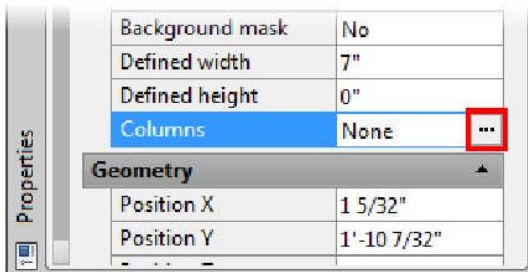 Background mask No
Defined width 7"
Defined height 0"
Columns None ...
Geometry
Position X 1 5/32"
Position Y 1'-10 7/32"
Properties